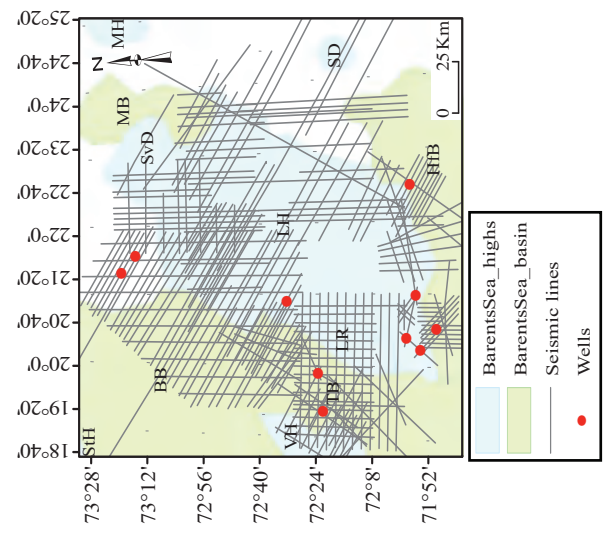 25°20'
24°40'
24°0'
23°20'
22°40'
22°0'
21°20'
20°40'
20°0'
19°20'
18°40'
73°28'
73°12'
72°56'
72°40'
72°24'
72°8'
71°52'
MH
N
SD
25 Km
0
MB
SvD
HfB
LH
LR
BB
TB
VH
StH
BarentsSea_highs
BarentsSea_basin
Seismic lines
Wells